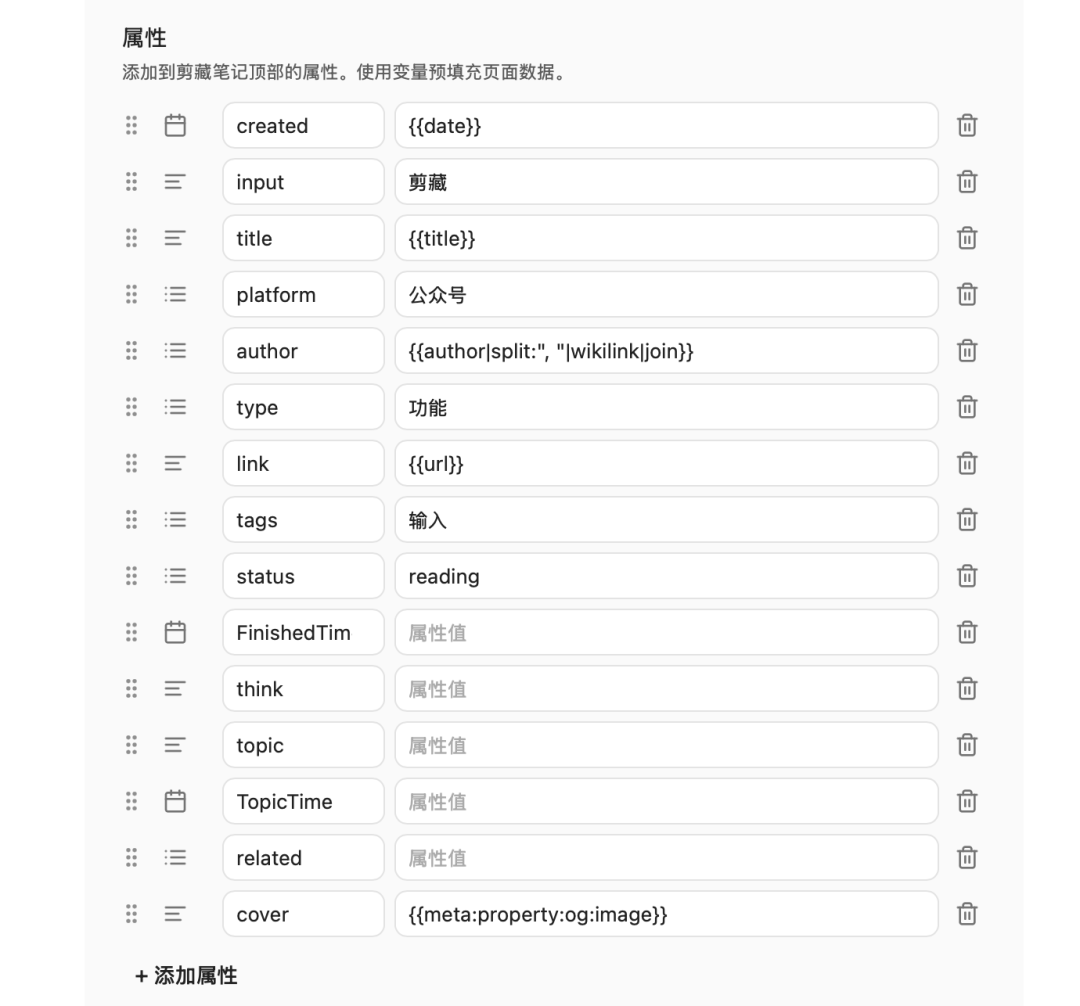 属性
添加到剪藏笔记顶部的属性。使用变量预填充页面数据。
created {{date}}
input 剪藏
title {{title}}
platform 公众号
author {{author|split:", "|wikilink|join}}
type 功能
link {{url}}
tags 输入
status reading
FinishedTim 属性值
think 属性值
topic 属性值
TopicTime 属性值
related 属性值
cover {{meta:property:og:image}}
+ 添加属性